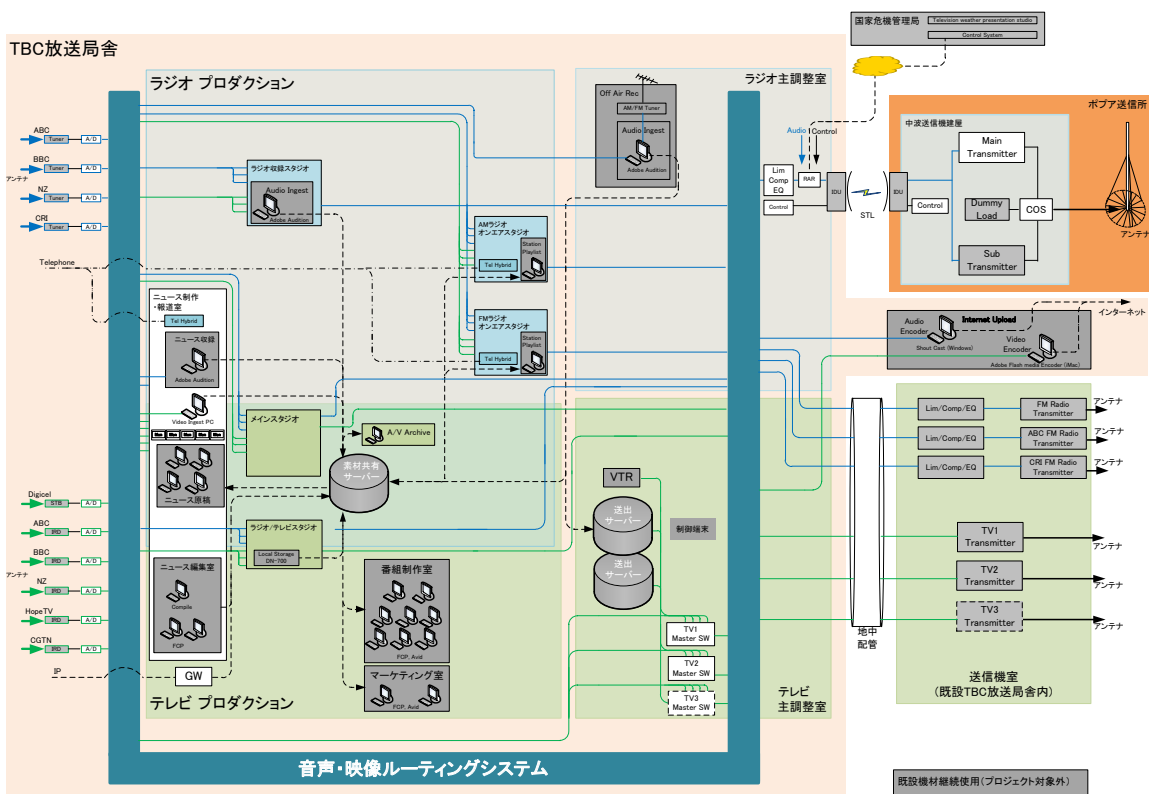 国家危機管理局
Television weather presentation studio
Control System
TBC放送局舎
ラジオ プロダクション
ラジオ主調整室
ポプア送信所
Off Air Rec
AM/FM Tuner
Audio Ingest
Adobe Audition
中波送信機建屋
Main
Transmitter
ABC
Tuner
A/D
BBC
Tuner
A/D
アンテナ
NZ
Tuner
A/D
CRI
Tuner
A/D
ラジオ収録スタジオ
Audio Ingest
Adobe Audition
Audio
Control
Lim
Comp
EQ
RAR
IDU
Control
STL
IDU
Control
Dummy
Load
COS
Sub
Transmitter
アンテナ
AMラジオ
オンエアスタジオ
Station
Playlist
Tel Hybrid
Telephone
ニュース制作
・報道室
Tel Hybrid
ニュース収録
Adobe Audition
FMラジオ
オンエアスタジオ
Station
Playlist
Tel Hybrid
インターネット
Internet Upload
Audio
Encoder
Shout Cast (Windows)
Video
Encoder
Adobe Flash media Encoder (iMac)
Video Ingest PC
メインスタジオ
A/V Archive
素材共有
サーバー
ニュース原稿
Lim/Comp/EQ
FM Radio
Transmitter
アンテナ
Lim/Comp/EQ
ABC FM Radio
Transmitter
アンテナ
Lim/Comp/EQ
CRI FM Radio
Transmitter
アンテナ
VTR
送出
サーバー
制御端末
送出
サーバー
Digicel
STB
A/D
ABC
IRD
A/D
BBC
IRD
A/D
アンテナ
NZ
IRD
A/D
HopeTV
IRD
A/D
CGTN
IRD
A/D
IP
GW
ラジオ/テレビスタジオ
Local Storage
DN-700
ニュース編集室
Compile
FCP
番組制作室
FCP, Avid
マーケティング室
FCP, Avid
TV1
Transmitter
アンテナ
TV2
Transmitter
アンテナ
TV3
Transmitter
アンテナ
TV1
Master SW
TV2
Master SW
TV3
Master SW
地中
配管
送信機室
(既設TBC放送局舎内)
テレビ プロダクション
テレビ
主調整室
音声・映像ルーティングシステム
既設機材継続使用(プロジェクト対象外)